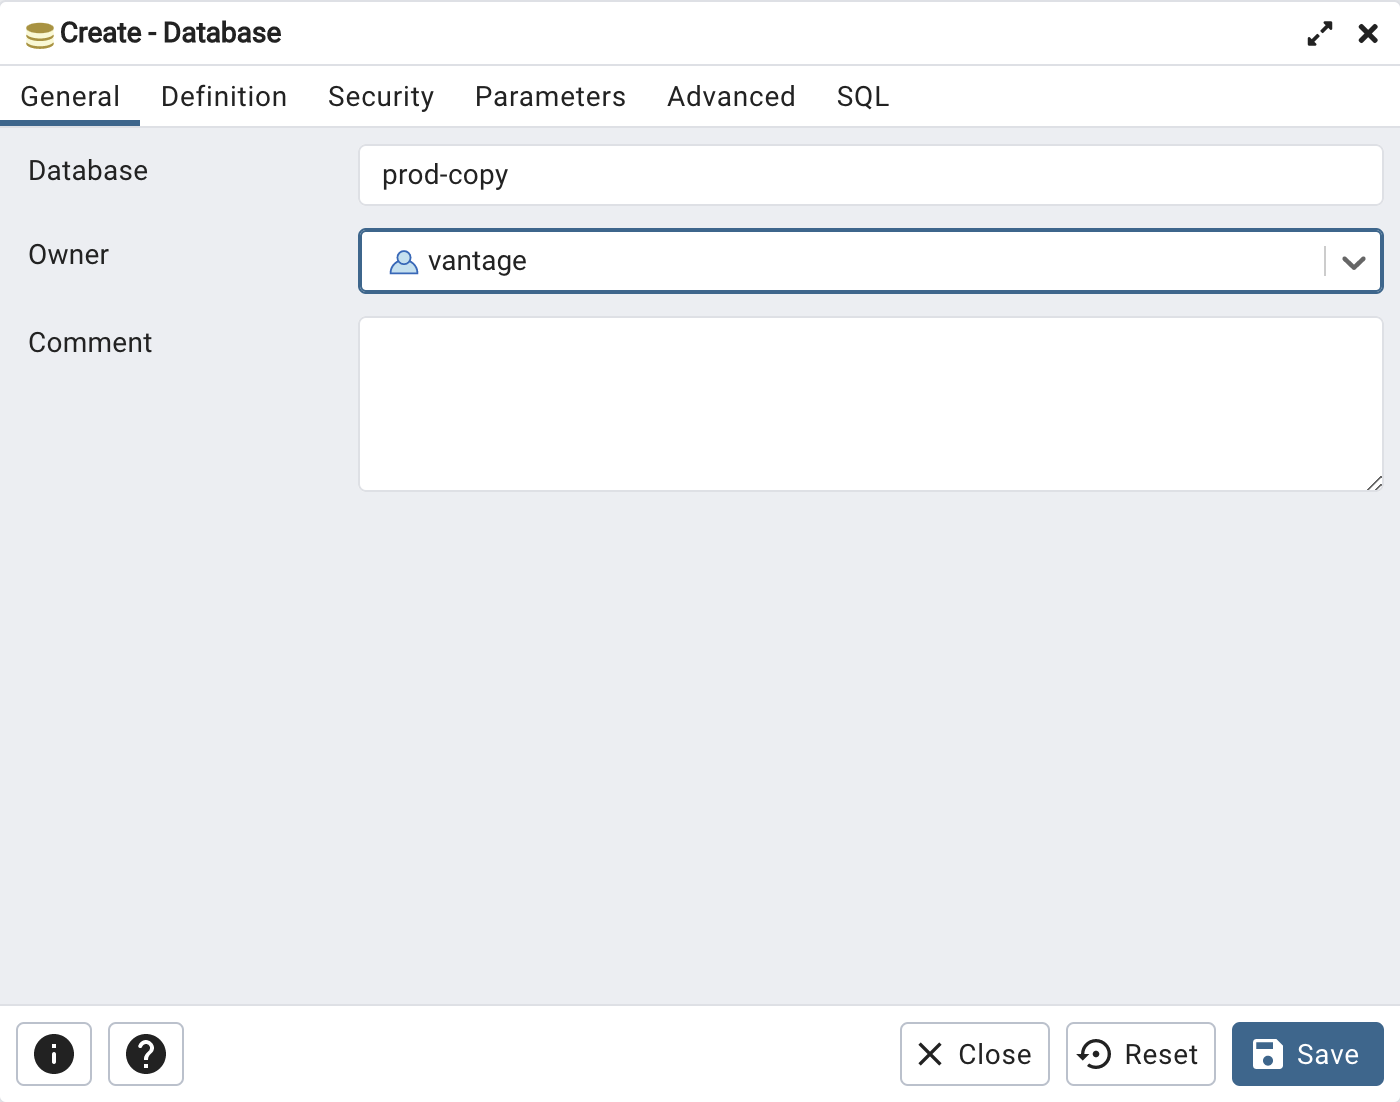 Create - Database
General Definition Security Parameters Advanced SQL
Database prod-copy
Owner vantage
Comment
Close Reset Save